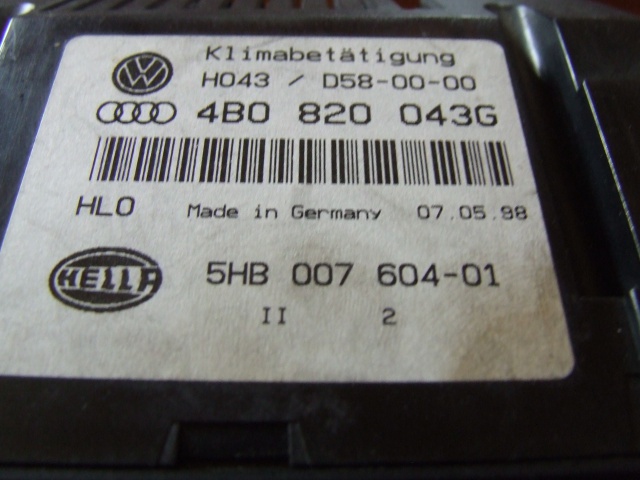 Klimabetätigung
H043 / D58-00-00
4B0 820 043G
HLO Made in Germany 07.05.98
HELLA 5HB 007 604-01
II 2